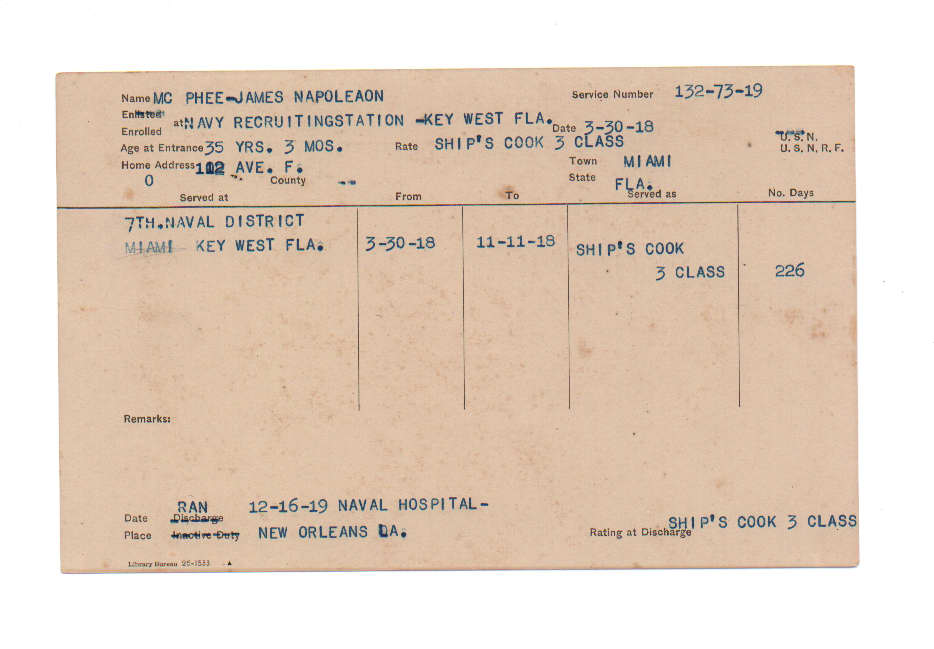 Name MC PHEE-JAMES NAPOLEAON Service Number 132-73-19
Enlisted
Enrolled at NAVY RECRUITINGSTATION -KEY WEST FLA. Date 3-30-18 U. S. N.
Age at Entrance 35 YRS. 3 MOS. Rate SHIP'S COOK 3 CLASS U. S. N. R. F.
Home Address 112 AVE. F. Town MIAMI
O County -- State FLA.
Served at From To Served as No. Days
7TH.NAVAL DISTRICT
MIAMI KEY WEST FLA. 3-30-18 11-11-18 SHIP'S COOK
3 CLASS 226
Remarks:
RAN 12-16-19 NAVAL HOSPITAL-
Date Discharge
Place Inactive Duty NEW ORLEANS LA. Rating at Discharge SHIP'S COOK 3 CLASS
Library Bureau 26-1533